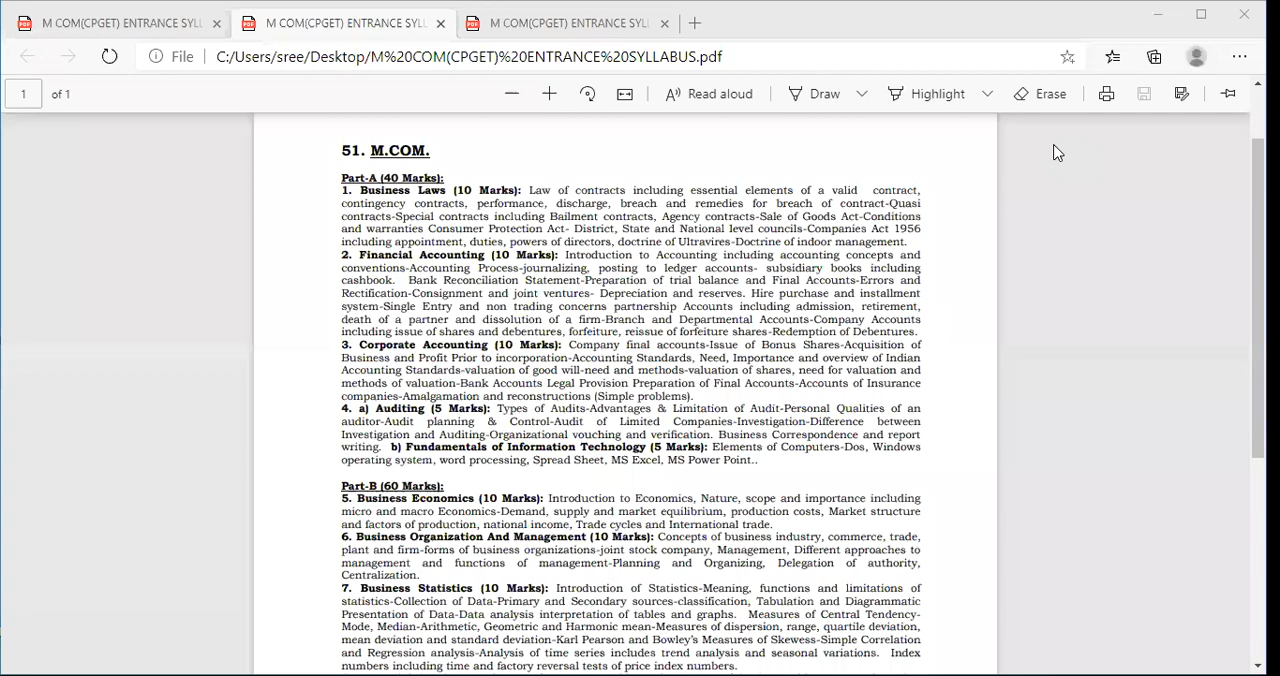 M COM(CPGET) ENTRANCE SYLL
M COM(CPGET) ENTRANCE SYLL
M COM(CPGET) ENTRANCE SYLL
File
C:/Users/sree/Desktop/M%20COM(CPGET)%20ENTRANCE%20SYLLABUS.pdf
1 of 1
Read aloud
Draw
Highlight
Erase
51. M.COM.
Part-A (40 Marks):
1. Business Laws (10 Marks): Law of contracts including essential elements of a valid contract,
contingency contracts, performance, discharge, breach and remedies for breach of contract-Quasi
contracts-Special contracts including Bailment contracts, Agency contracts-Sale of Goods Act-Conditions
and warranties Consumer Protection Act- District, State and National level councils-Companies Act 1956
including appointment, duties, powers of directors, doctrine of Ultravires-Doctrine of indoor management.
2. Financial Accounting (10 Marks): Introduction to Accounting including accounting concepts and
conventions-Accounting Process-journalizing, posting to ledger accounts- subsidiary books including
cashbook. Bank Reconciliation Statement-Preparation of trial balance and Final Accounts-Errors and
Rectification-Consignment and joint ventures- Depreciation and reserves. Hire purchase and installment
system-Single Entry and non trading concerns partnership Accounts including admission, retirement,
death of a partner and dissolution of a firm-Branch and Departmental Accounts-Company Accounts
including issue of shares and debentures, forfeiture, reissue of forfeiture shares-Redemption of Debentures.
3. Corporate Accounting (10 Marks): Company final accounts-Issue of Bonus Shares-Acquisition of
Business and Profit Prior to incorporation-Accounting Standards, Need, Importance and overview of Indian
Accounting Standards-valuation of good will-need and methods-valuation of shares, need for valuation and
methods of valuation-Bank Accounts Legal Provision Preparation of Final Accounts-Accounts of Insurance
companies-Amalgamation and reconstructions (Simple problems).
4. a) Auditing (5 Marks): Types of Audits-Advantages & Limitation of Audit-Personal Qualities of an
auditor-Audit planning & Control-Audit of Limited Companies-Investigation-Difference between
Investigation and Auditing-Organizational vouching and verification. Business Correspondence and report
writing. b) Fundamentals of Information Technology (5 Marks): Elements of Computers-Dos, Windows
operating system, word processing, Spread Sheet, MS Excel, MS Power Point..
Part-B (60 Marks):
5. Business Economics (10 Marks): Introduction to Economics, Nature, scope and importance including
micro and macro Economics-Demand, supply and market equilibrium, production costs, Market structure
and factors of production, national income, Trade cycles and International trade.
6. Business Organization And Management (10 Marks): Concepts of business industry, commerce, trade,
plant and firm-forms of business organizations-joint stock company, Management, Different approaches to
management and functions of management-Planning and Organizing, Delegation of authority,
Centralization.
7. Business Statistics (10 Marks): Introduction of Statistics-Meaning, functions and limitations of
statistics-Collection of Data-Primary and Secondary sources-classification, Tabulation and Diagrammatic
Presentation of Data-Data analysis interpretation of tables and graphs. Measures of Central Tendency-
Mode, Median-Arithmetic, Geometric and Harmonic mean-Measures of dispersion, range, quartile deviation,
mean deviation and standard deviation-Karl Pearson and Bowley's Measures of Skewess-Simple Correlation
and Regression analysis-Analysis of time series includes trend analysis and seasonal variations. Index
numbers including time and factory reversal tests of price index numbers.